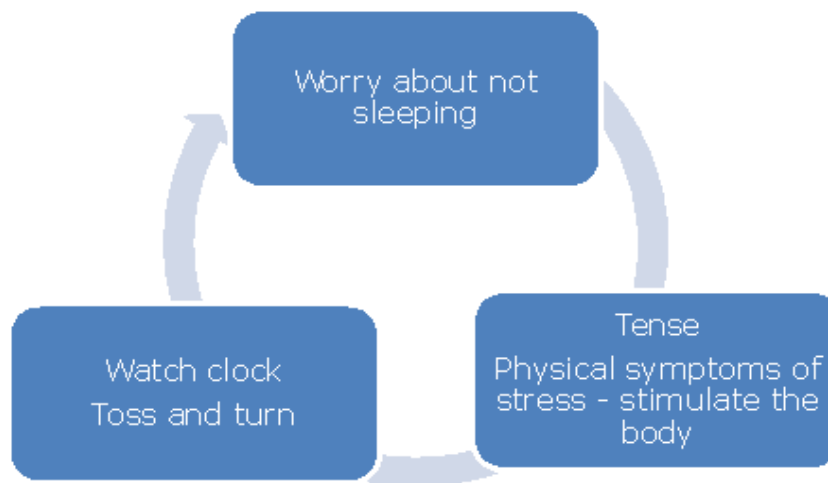 Worry about not
sleeping
Tense
Physical symptoms of
stress - stimulate the
body
Watch clock
Toss and turn